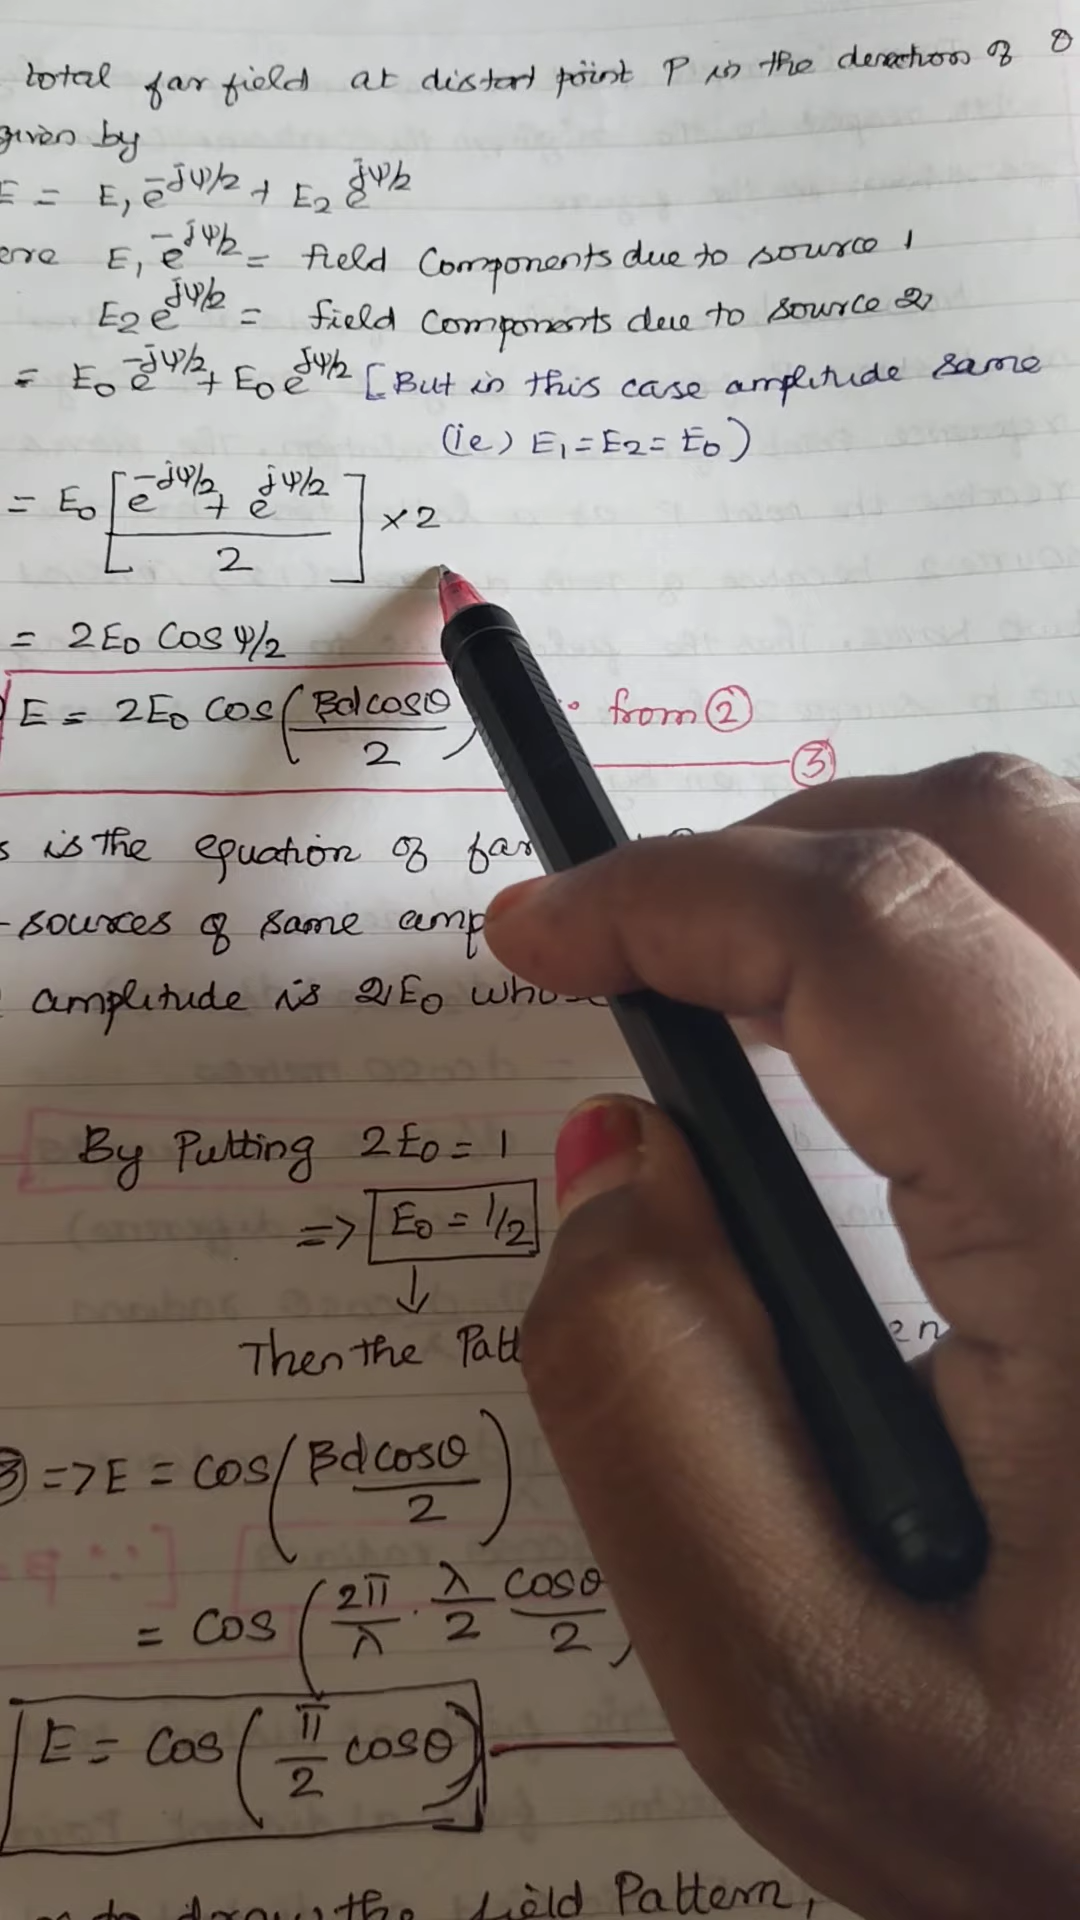 total far field at distant point P in the derection of θ
given by
E = E₁ e^{-jψ/2} + E₂ e^{jψ/2}
ere E₁ e^{-jψ/2} = field Components due to source 1
E₂ e^{jψ/2} = field Components due to source 2
= E₀ e^{-jψ/2} + E₀ e^{jψ/2} [But in this case amplitude same
(ie) E₁ = E₂ = E₀)
= E₀ [e^{-jψ/2} + e^{jψ/2} / 2] × 2
= 2E₀ Cos ψ/2
E = 2E₀ cos(βd cosθ / 2) from ②
③
s is the equation of far
-sources of same amp
amplitude is 2E₀
By Putting 2E₀ = 1
=> E₀ = 1/2
↓
Then the Patt
en
③ => E = cos(βd cosθ / 2)
= cos(2π/λ · λ/2 cosθ/2
E = cos(π/2 cosθ)
draw the field Pattern,